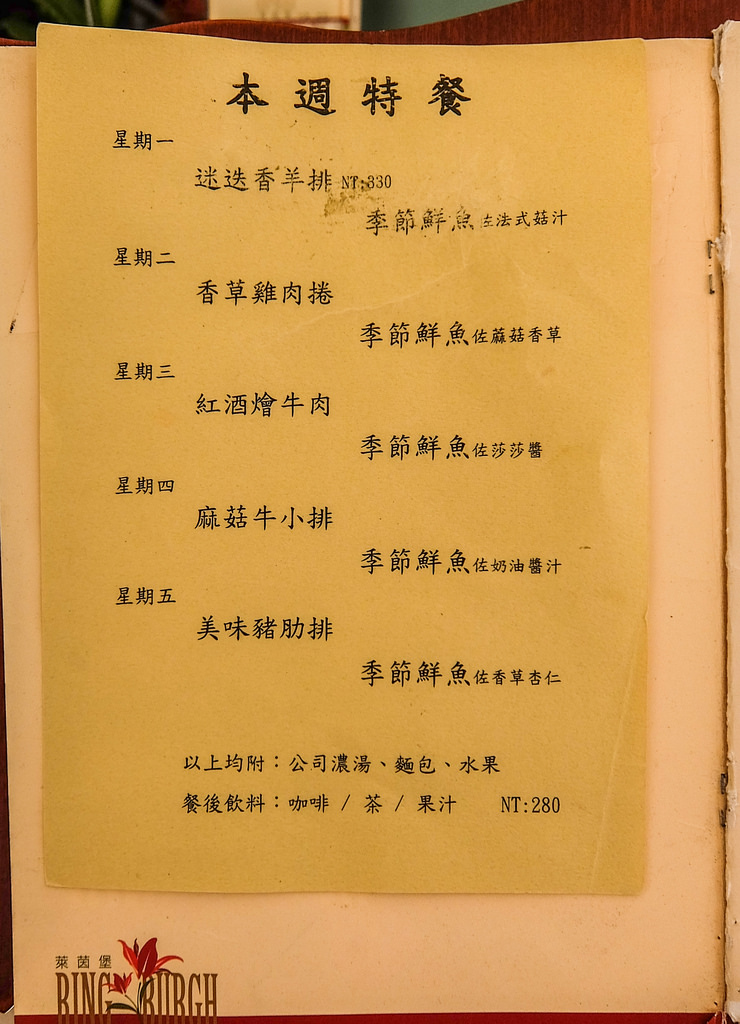 本週特餐
星期一
迷迭香羊排 NT:330
季節鮮魚佐法式菇汁
星期二
香草雞肉捲
季節鮮魚佐蘑菇香草
星期三
紅酒燴牛肉
季節鮮魚佐莎莎醬
星期四
麻菇牛小排
季節鮮魚佐奶油醬汁
星期五
美味豬肋排
季節鮮魚佐香草杏仁
以上均附：公司濃湯、麵包、水果
餐後飲料：咖啡 / 茶 / 果汁 NT:280
萊茵堡
RING BURGH